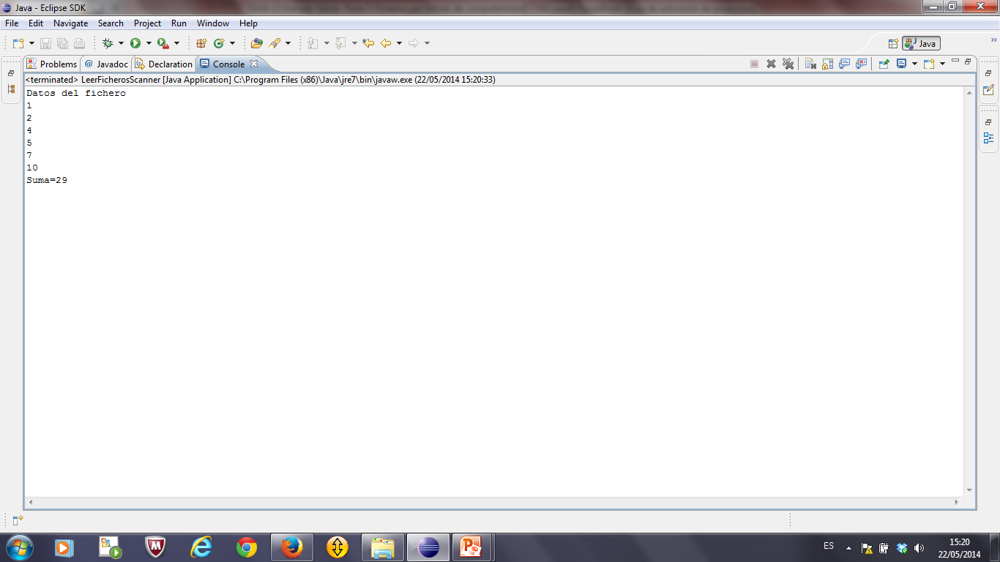 Java - Eclipse SDK
File Edit Navigate Search Project Run Window Help
Java
Problems @ Javadoc Declaration Console
<terminated> LeerFicherosScanner [Java Application] C:\Program Files (x86)\Java\jre7\bin\javaw.exe (22/05/2014 15:20:33)
Datos del fichero
1
2
4
5
7
10
Suma=29
ES
15:20
22/05/2014